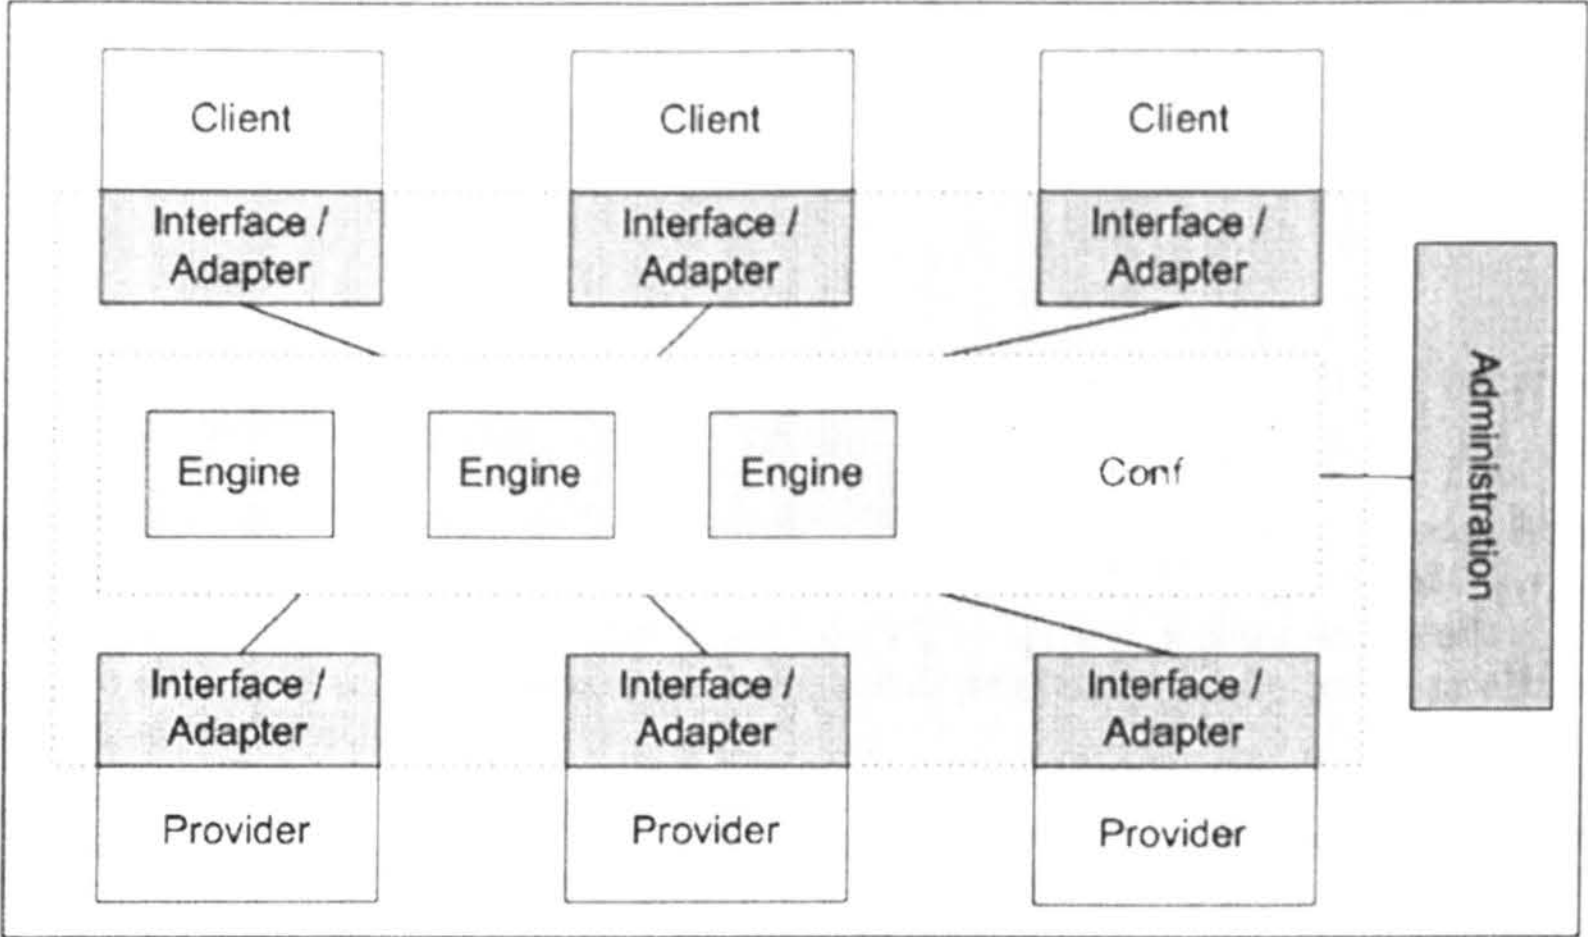 Client
Client
Client
Interface /
Adapter
Interface /
Adapter
Interface /
Adapter
Engine
Engine
Engine
Conf
Administration
Interface /
Adapter
Interface /
Adapter
Interface /
Adapter
Provider
Provider
Provider